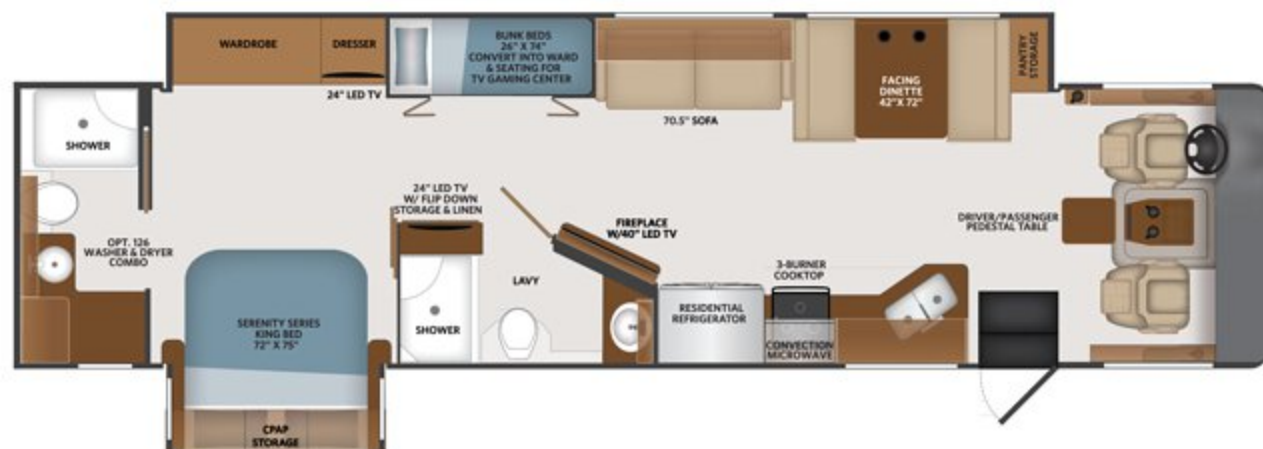 WARDROBE
DRESSER
24" LED TV
BUNK BEDS
26" X 74"
CONVERT INTO WARD
& SEATING FOR
TV GAMING CENTER
70.5" SOFA
FACING
DINETTE
42"X 72"
PANTRY
STORAGE
SHOWER
OPT. 126
WASHER & DRYER
COMBO
24" LED TV
W/ FLIP DOWN
STORAGE & LINEN
FIREPLACE
W/40" LED TV
DRIVER/PASSENGER
PEDESTAL TABLE
SERENITY SERIES
KING BED
72" X 75"
CPAP
STORAGE
SHOWER
LAVY
RESIDENTIAL
REFRIGERATOR
3-BURNER
COOKTOP
CONVECTION
MICROWAVE